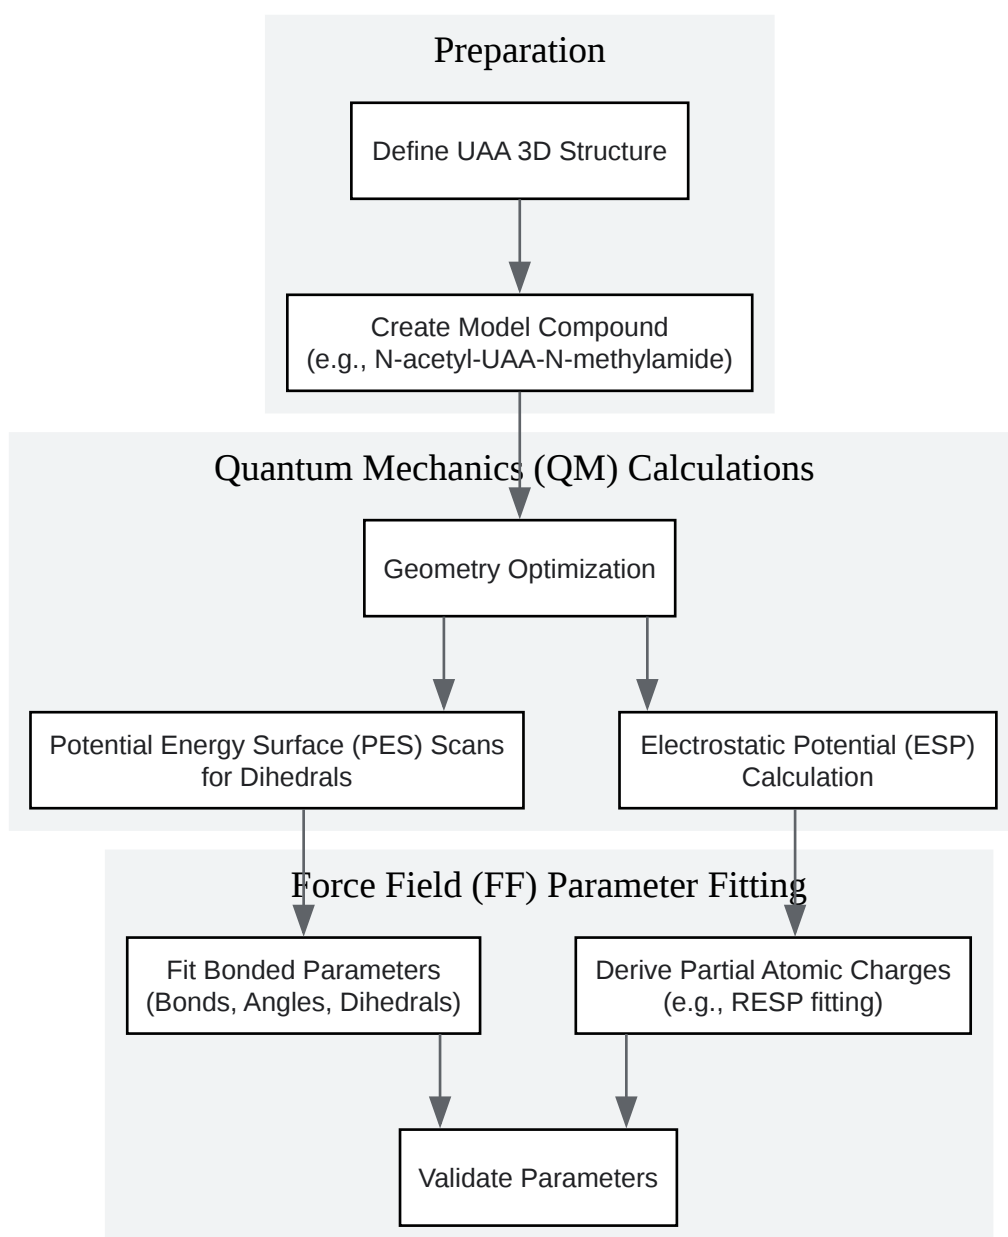 Preparation
Define UAA 3D Structure
Create Model Compound
(e.g., N-acetyl-UAA-N-methylamide)
Quantum Mechanics (QM) Calculations
Geometry Optimization
Potential Energy Surface (PES) Scans
for Dihedrals
Electrostatic Potential (ESP)
Calculation
Force Field (FF) Parameter Fitting
Fit Bonded Parameters
(Bonds, Angles, Dihedrals)
Derive Partial Atomic Charges
(e.g., RESP fitting)
Validate Parameters